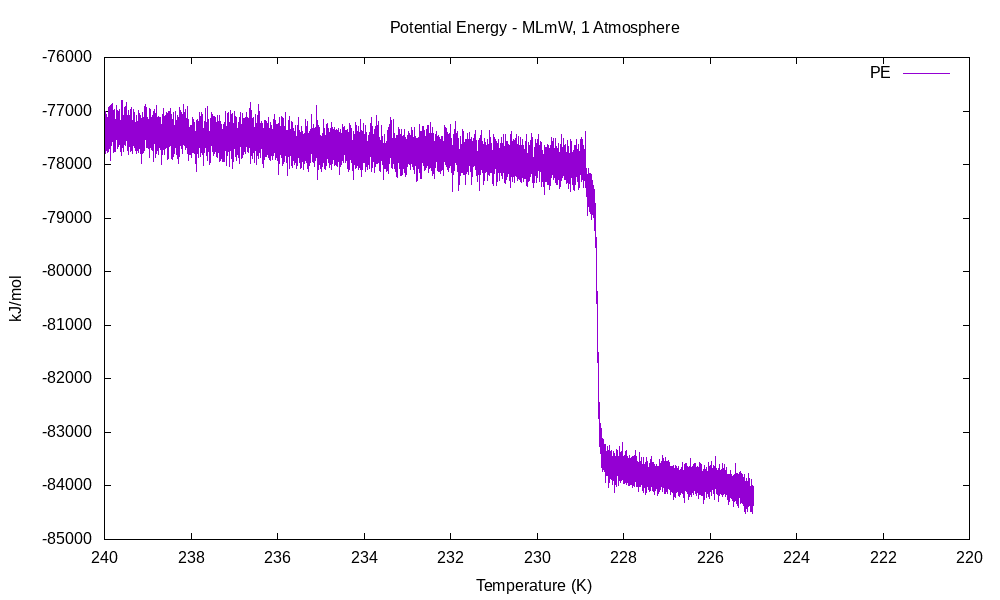 Potential Energy - MLmW, 1 Atmosphere
PE
-76000
-77000
-78000
-79000
-80000
-81000
-82000
-83000
-84000
-85000
kJ/mol
240 238 236 234 232 230 228 226 224 222 220
Temperature (K)